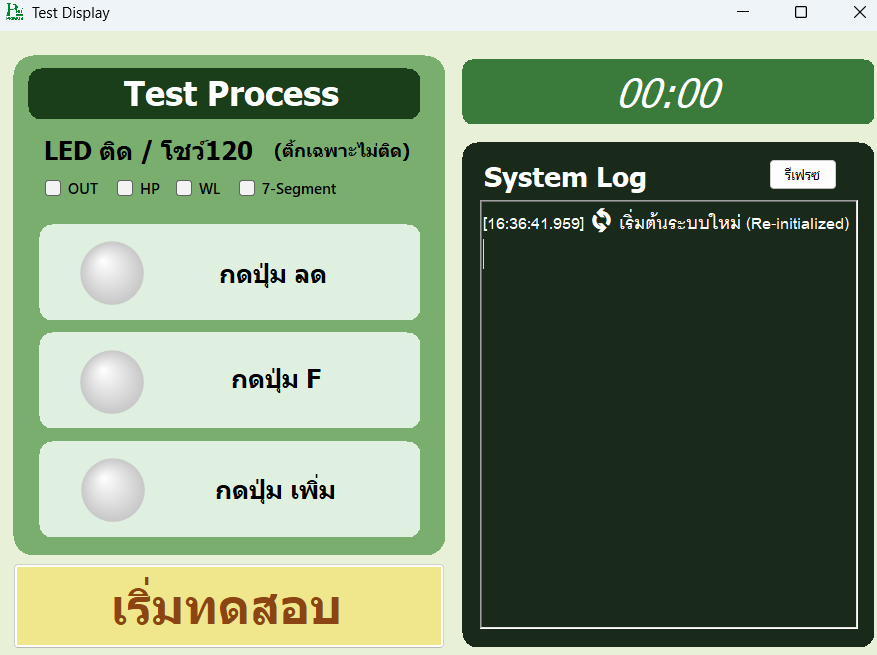 Test Display
Test Process
LED ติด / โชว์120 (ติ้กเฉพาะไม่ติด)
OUT HP WL 7-Segment
กดปุ่ม ลด
กดปุ่ม F
กดปุ่ม เพิ่ม
เริ่มทดสอบ
00:00
System Log
รีเฟรซ
[16:36:41.959] เริ่มต้นระบบใหม่ (Re-initialized)